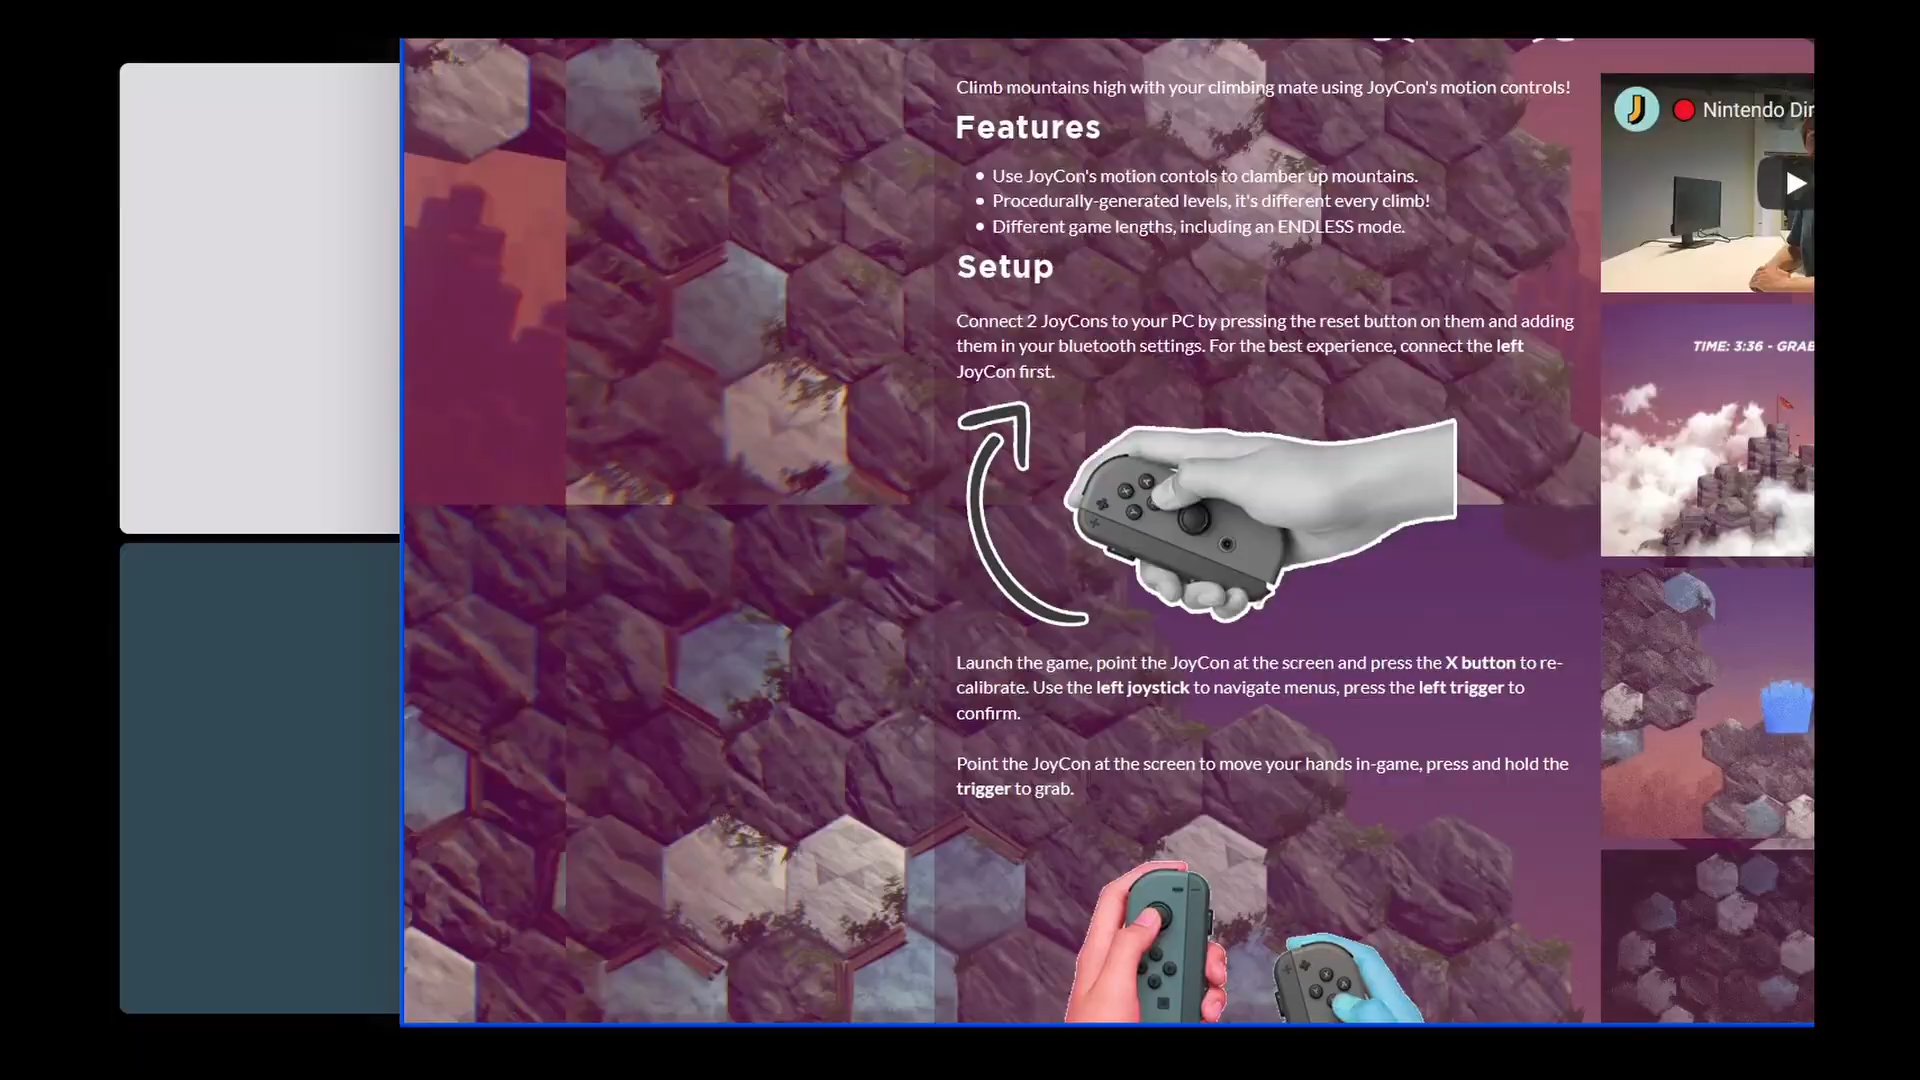 Climb mountains high with your climbing mate using JoyCon's motion controls!
Features
Use JoyCon's motion contols to clamber up mountains.
Procedurally-generated levels, it's different every climb!
Different game lengths, including an ENDLESS mode.
Setup
Connect 2 JoyCons to your PC by pressing the reset button on them and adding
them in your bluetooth settings. For the best experience, connect the left
JoyCon first.
Launch the game, point the JoyCon at the screen and press the X button to re-
calibrate. Use the left joystick to navigate menus, press the left trigger to
confirm.
Point the JoyCon at the screen to move your hands in-game, press and hold the
trigger to grab.
Nintendo Dir
TIME: 3:36 - GRAB